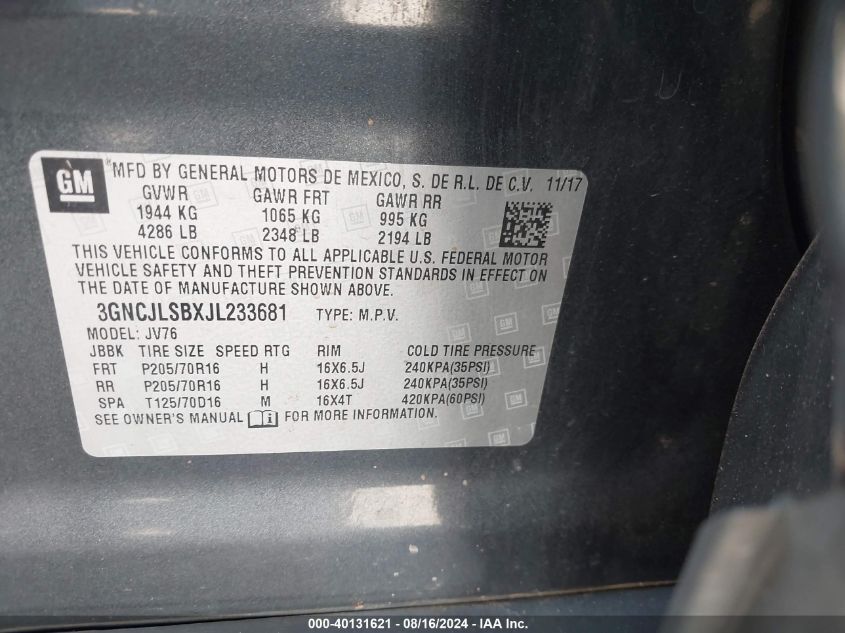 GM
MFD BY GENERAL MOTORS DE MEXICO, S. DE R.L. DE C.V. 11/17
GVWR GAWR FRT GAWR RR
1944 KG 1065 KG 995 KG
4286 LB 2348 LB 2194 LB
THIS VEHICLE CONFORMS TO ALL APPLICABLE U.S. FEDERAL MOTOR
VEHICLE SAFETY AND THEFT PREVENTION STANDARDS IN EFFECT ON
THE DATE OF MANUFACTURE SHOWN ABOVE.
3GNCJLSBXJL233681 TYPE: M.P.V.
MODEL: JV76
JBBK TIRE SIZE SPEED RTG RIM COLD TIRE PRESSURE
FRT P205/70R16 H 16X6.5J 240KPA(35PSI)
RR P205/70R16 H 16X6.5J 240KPA(35PSI)
SPA T125/70D16 M 16X4T 420KPA(60PSI)
SEE OWNER'S MANUAL FOR MORE INFORMATION.
000-40131621 - 08/16/2024 - IAA Inc.